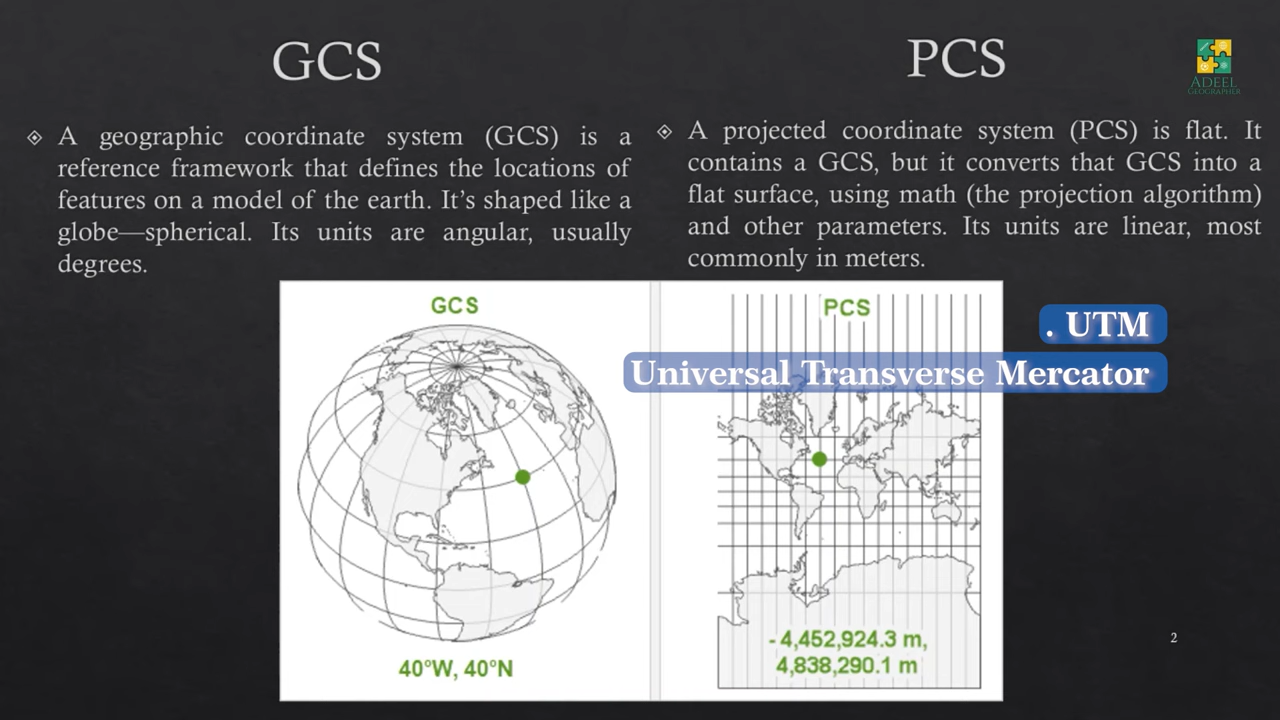 GCS
PCS
ADEEL
GEOGRAPHER
A geographic coordinate system (GCS) is a
reference framework that defines the locations of
features on a model of the earth. It's shaped like a
globe—spherical. Its units are angular, usually
degrees.
A projected coordinate system (PCS) is flat. It
contains a GCS, but it converts that GCS into a
flat surface, using math (the projection algorithm)
and other parameters. Its units are linear, most
commonly in meters.
GCS
40°W, 40°N
PCS
. UTM
Universal Transverse Mercator
- 4,452,924.3 m,
4,838,290.1 m
2